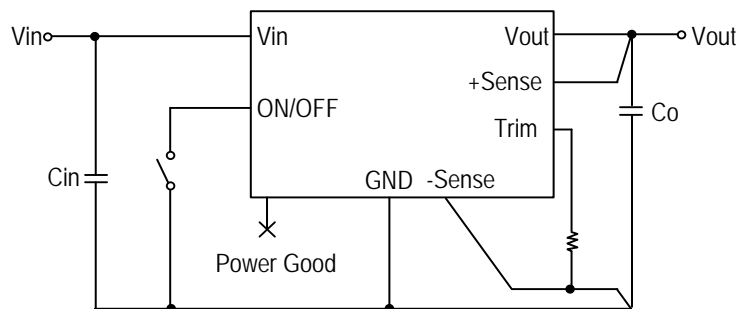 Vin
Vin
Vout
Vout
+Sense
ON/OFF
Co
Trim
Cin
GND
-Sense
Power Good